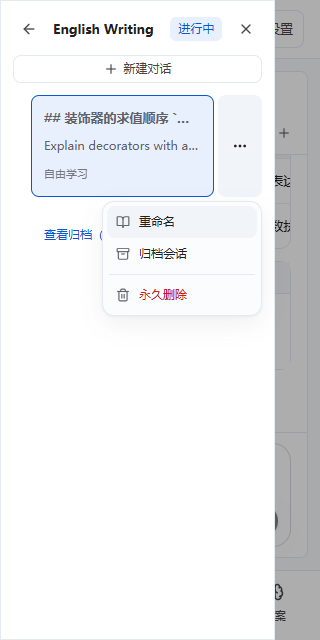 English Writing 进行中
设置
新建对话
## 装饰器的求值顺序 `...
Explain decorators with a...
自由学习
重命名
查看归档（
归档会话
永久删除
案